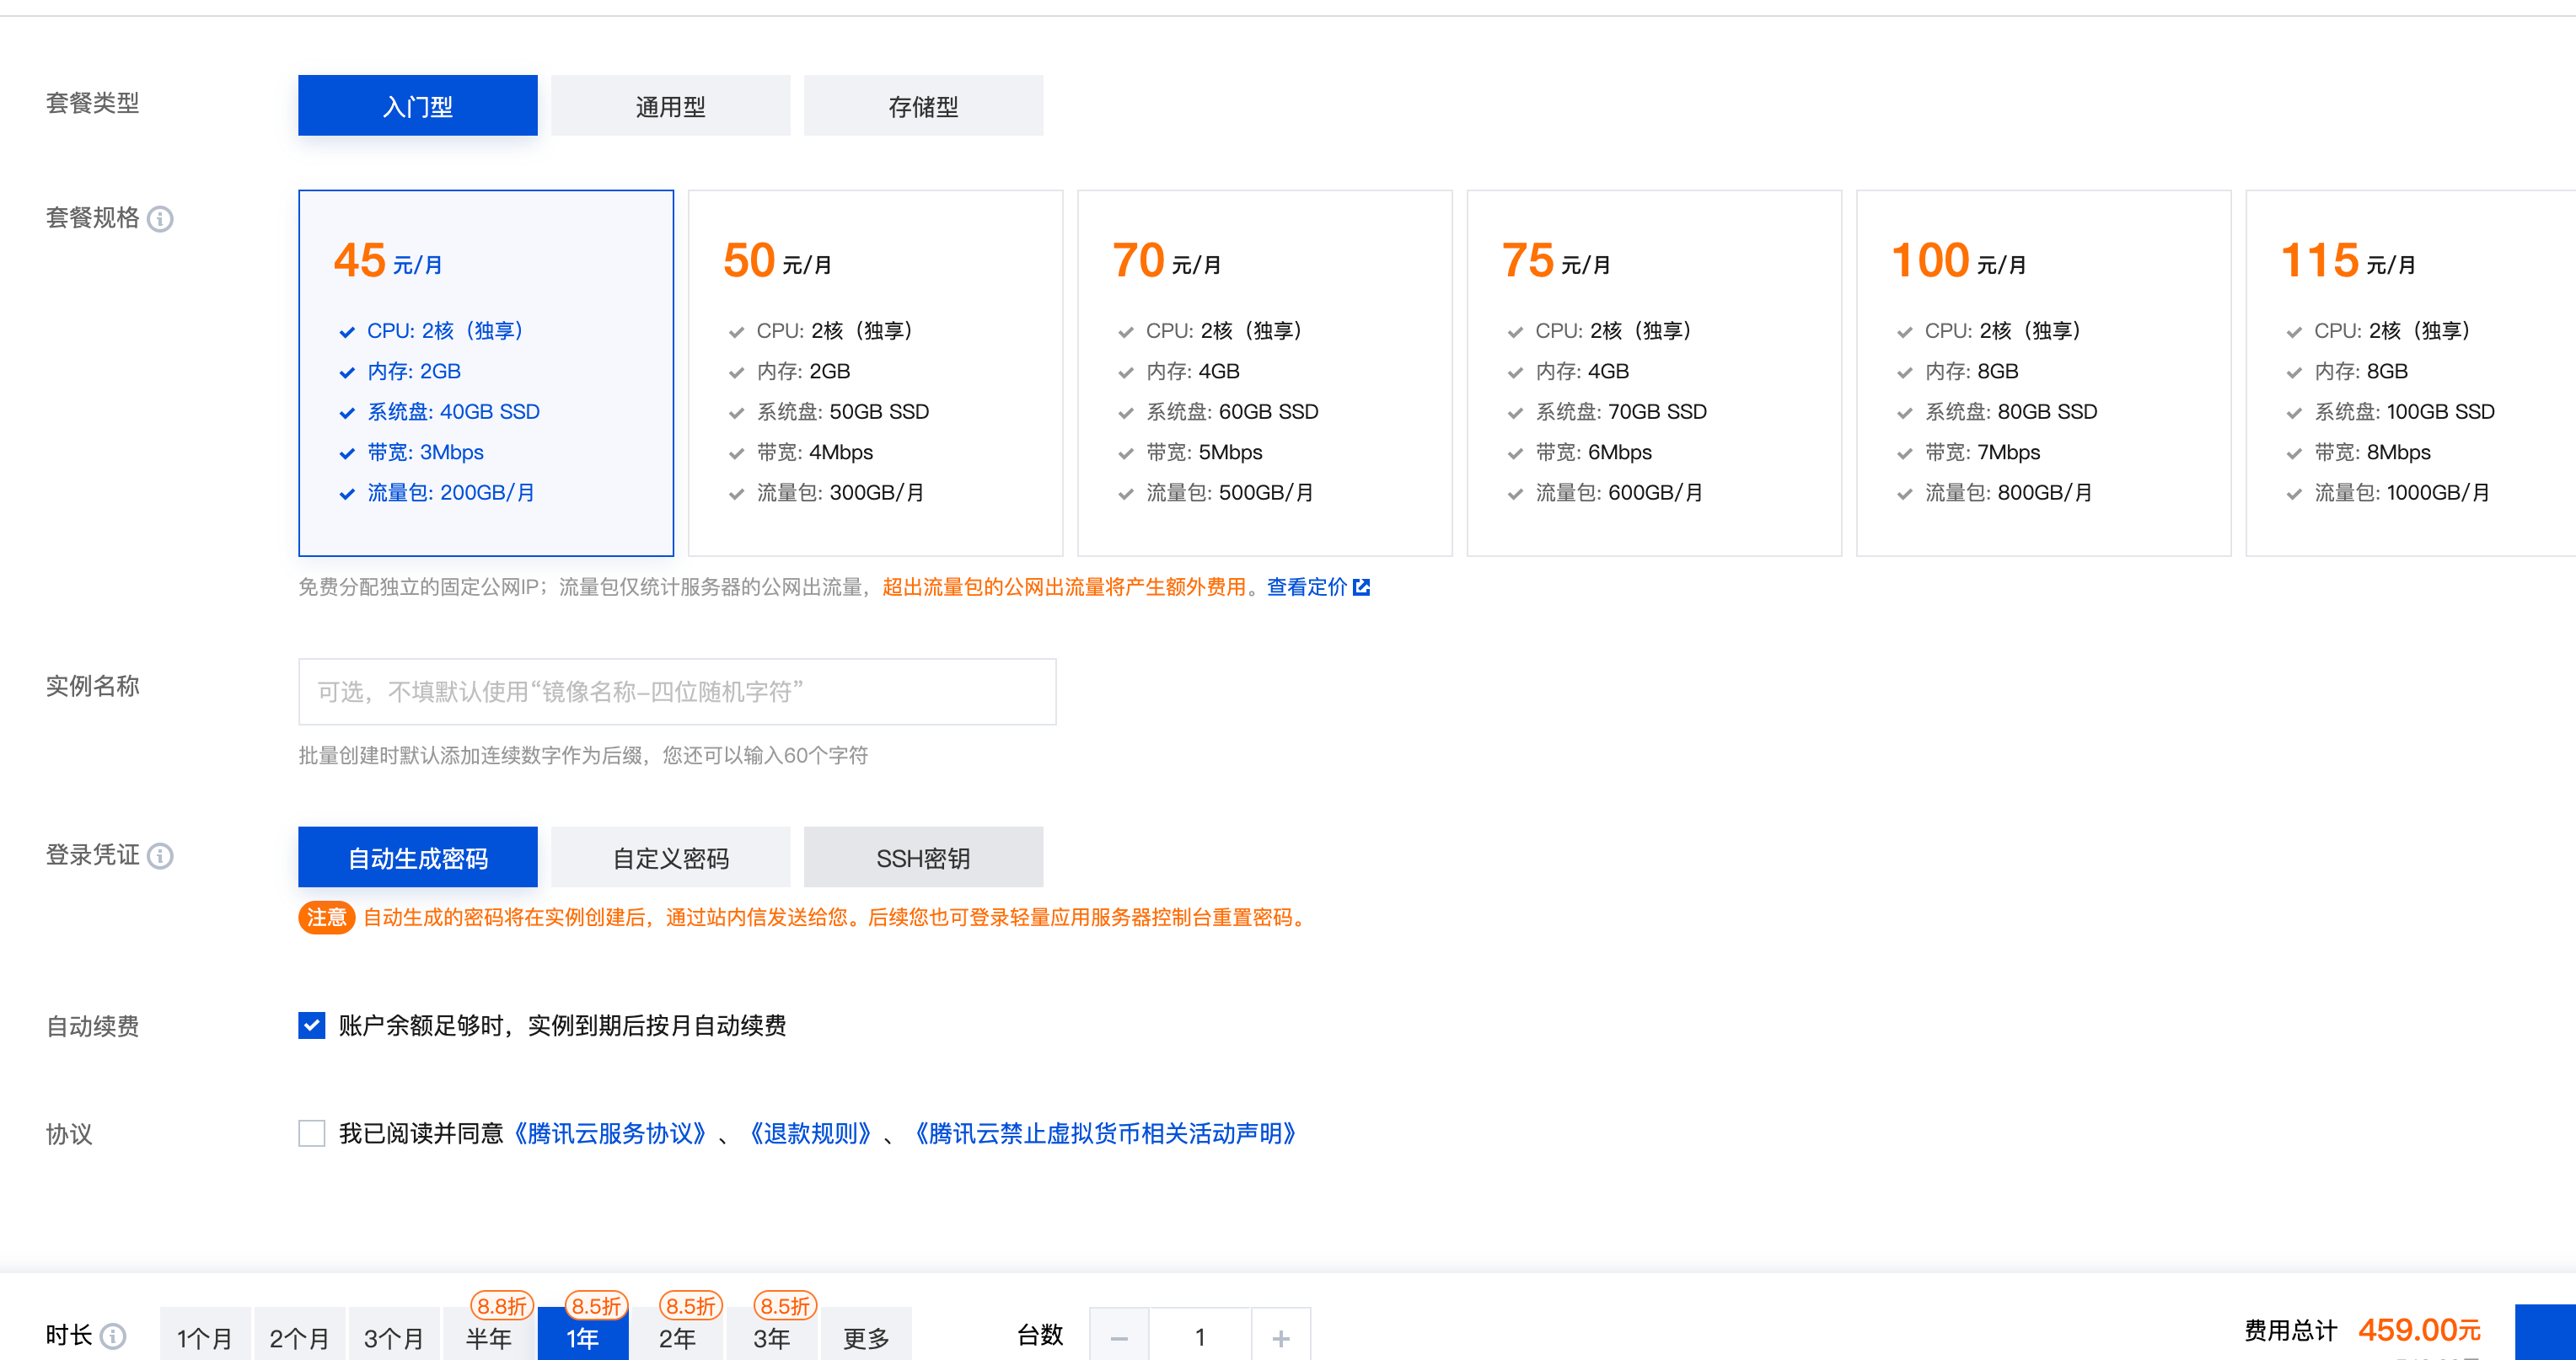 套餐类型
入门型 通用型 存储型
套餐规格
45 元/月
CPU: 2核（独享）
内存: 2GB
系统盘: 40GB SSD
带宽: 3Mbps
流量包: 200GB/月
50 元/月
CPU: 2核（独享）
内存: 2GB
系统盘: 50GB SSD
带宽: 4Mbps
流量包: 300GB/月
70 元/月
CPU: 2核（独享）
内存: 4GB
系统盘: 60GB SSD
带宽: 5Mbps
流量包: 500GB/月
75 元/月
CPU: 2核（独享）
内存: 4GB
系统盘: 70GB SSD
带宽: 6Mbps
流量包: 600GB/月
100 元/月
CPU: 2核（独享）
内存: 8GB
系统盘: 80GB SSD
带宽: 7Mbps
流量包: 800GB/月
115 元/月
CPU: 2核（独享）
内存: 8GB
系统盘: 100GB SSD
带宽: 8Mbps
流量包: 1000GB/月
免费分配独立的固定公网IP；流量包仅统计服务器的公网出流量，超出流量包的公网出流量将产生额外费用。查看定价
实例名称
可选，不填默认使用“镜像名称-四位随机字符”
批量创建时默认添加连续数字作为后缀，您还可以输入60个字符
登录凭证
自动生成密码 自定义密码 SSH密钥
注意 自动生成的密码将在实例创建后，通过站内信发送给您。后续您也可登录轻量应用服务器控制台重置密码。
自动续费
账户余额足够时，实例到期后按月自动续费
协议
我已阅读并同意《腾讯云服务协议》、《退款规则》、《腾讯云禁止虚拟货币相关活动声明》
8.8折 8.5折 8.5折 8.5折
时长 1个月 2个月 3个月 半年 1年 2年 3年 更多
台数 − 1 +
费用总计 459.00元